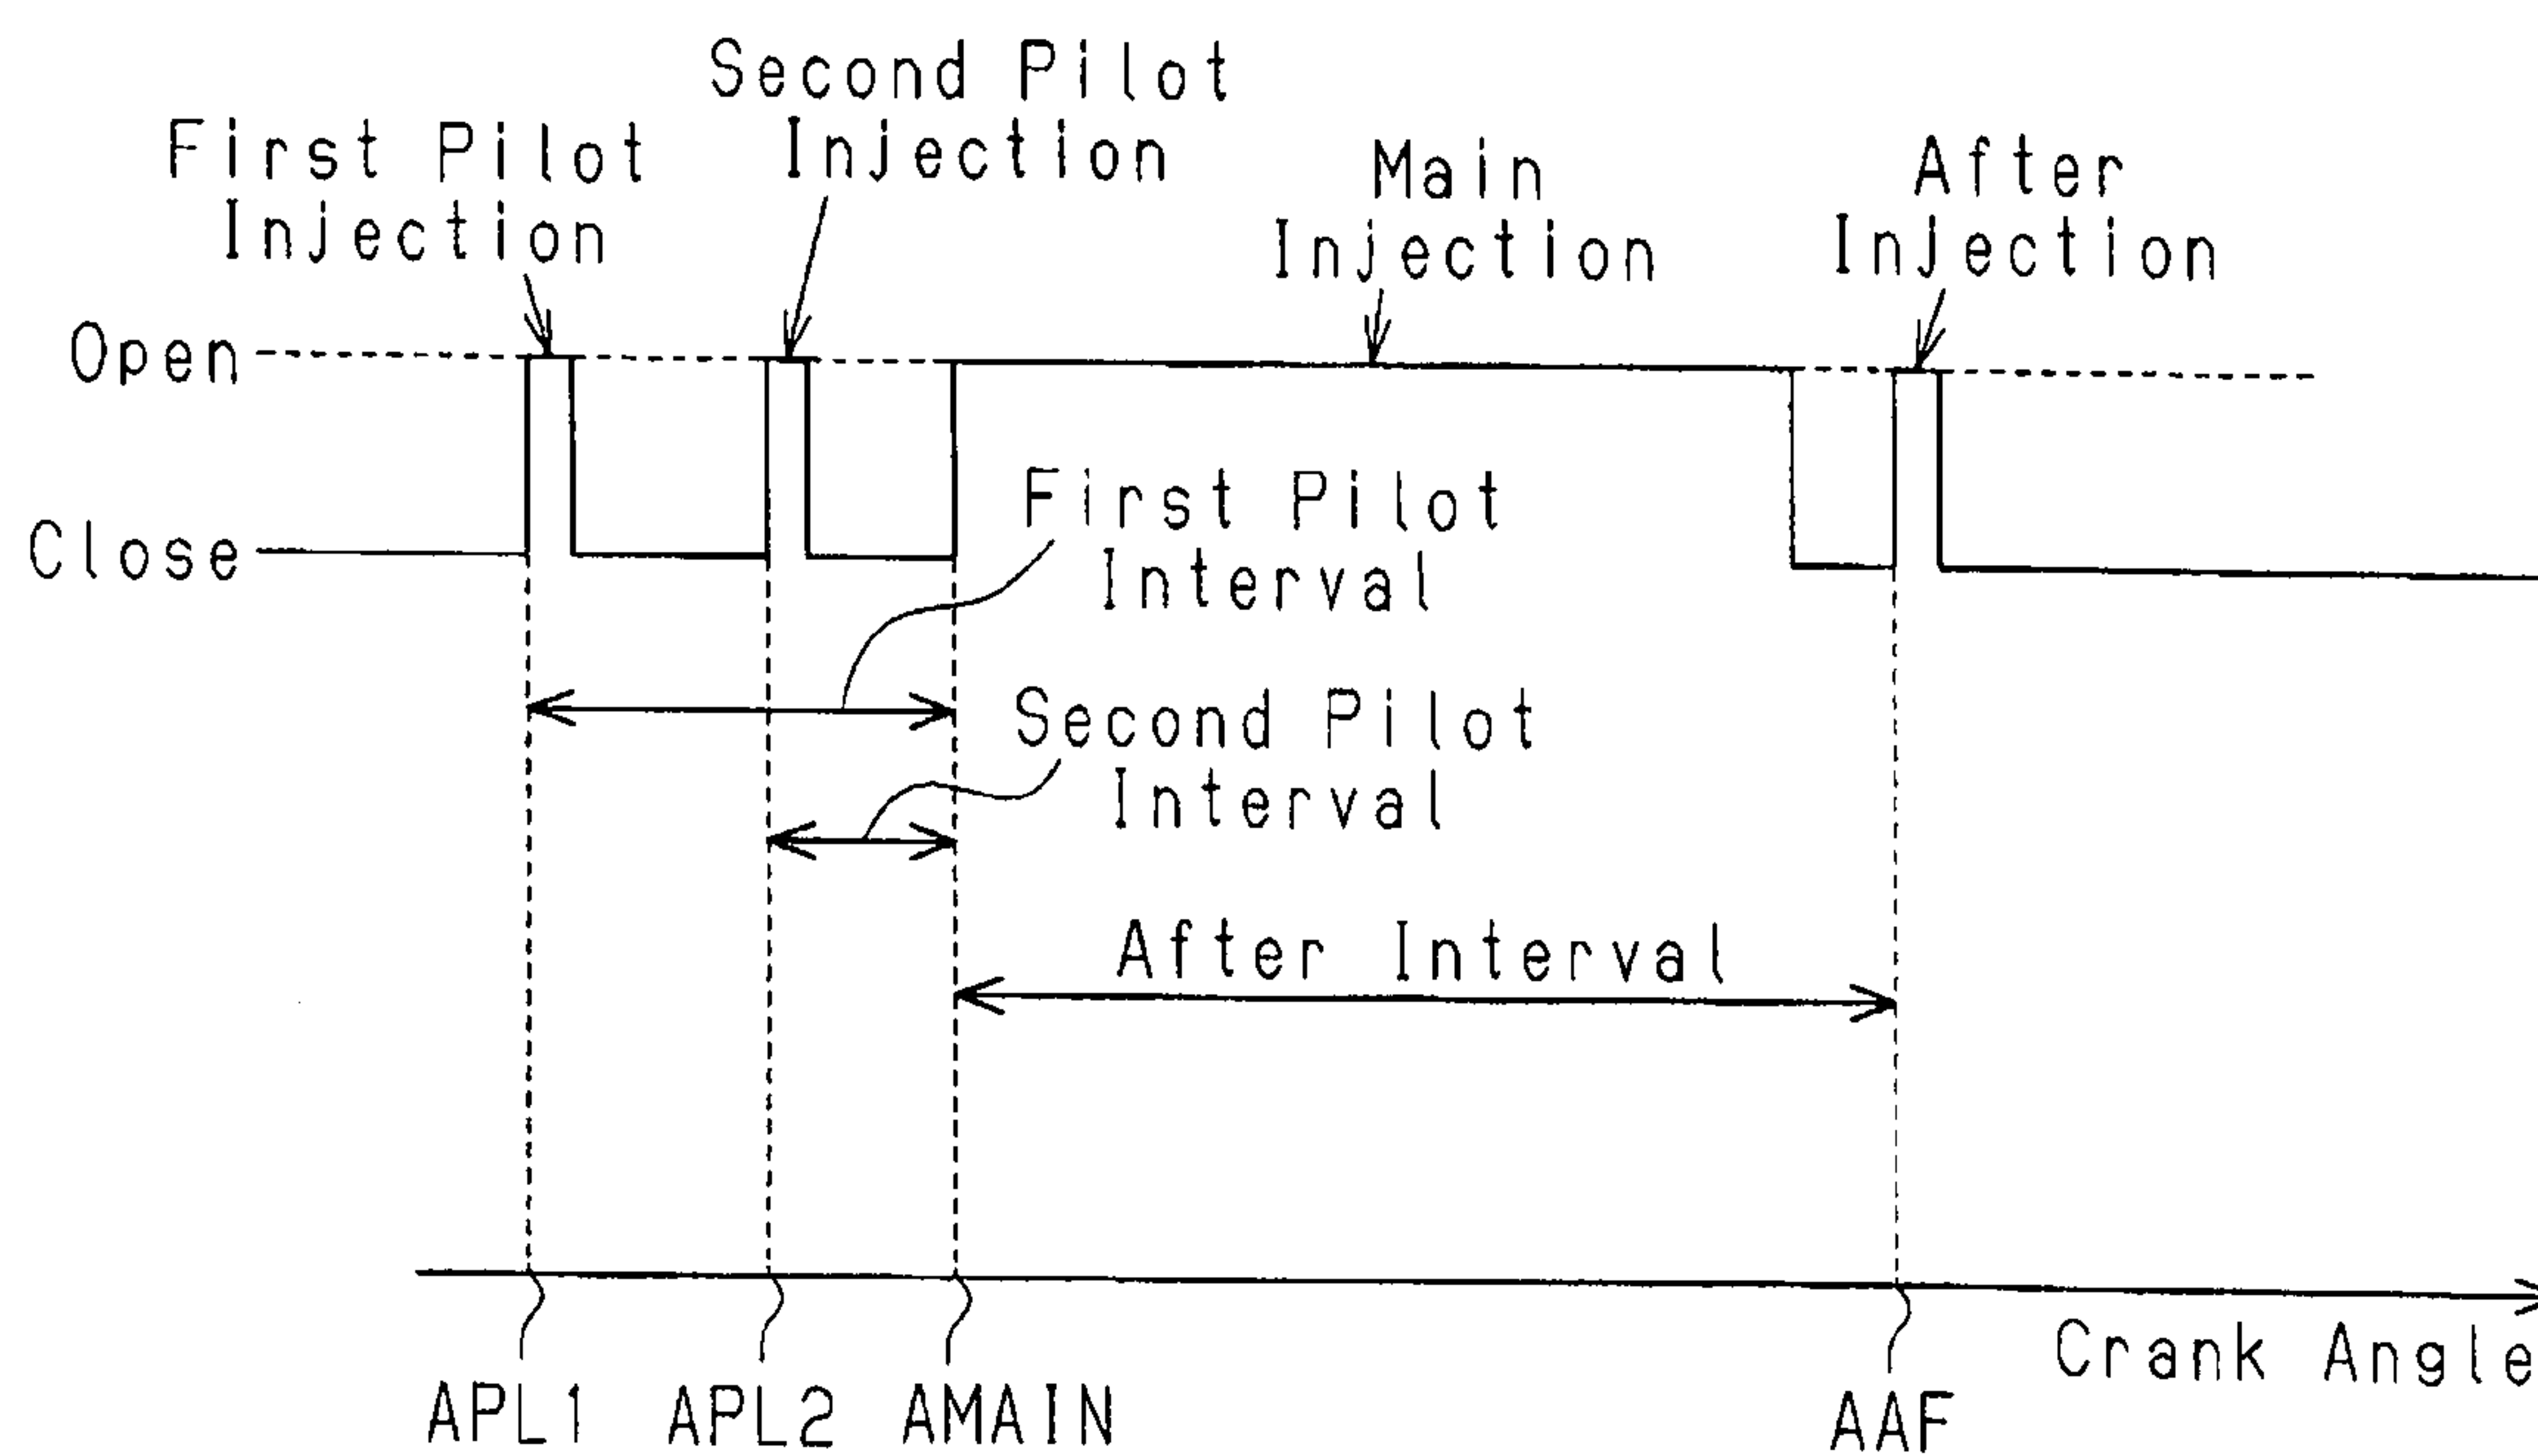 Second Pilot
Injection
First Pilot
Injection
Main
Injection
After
Injection
Open
Close
First Pilot
Interval
Second Pilot
Interval
After Interval
Crank Angle
APL1
APL2
AMAIN
AAF